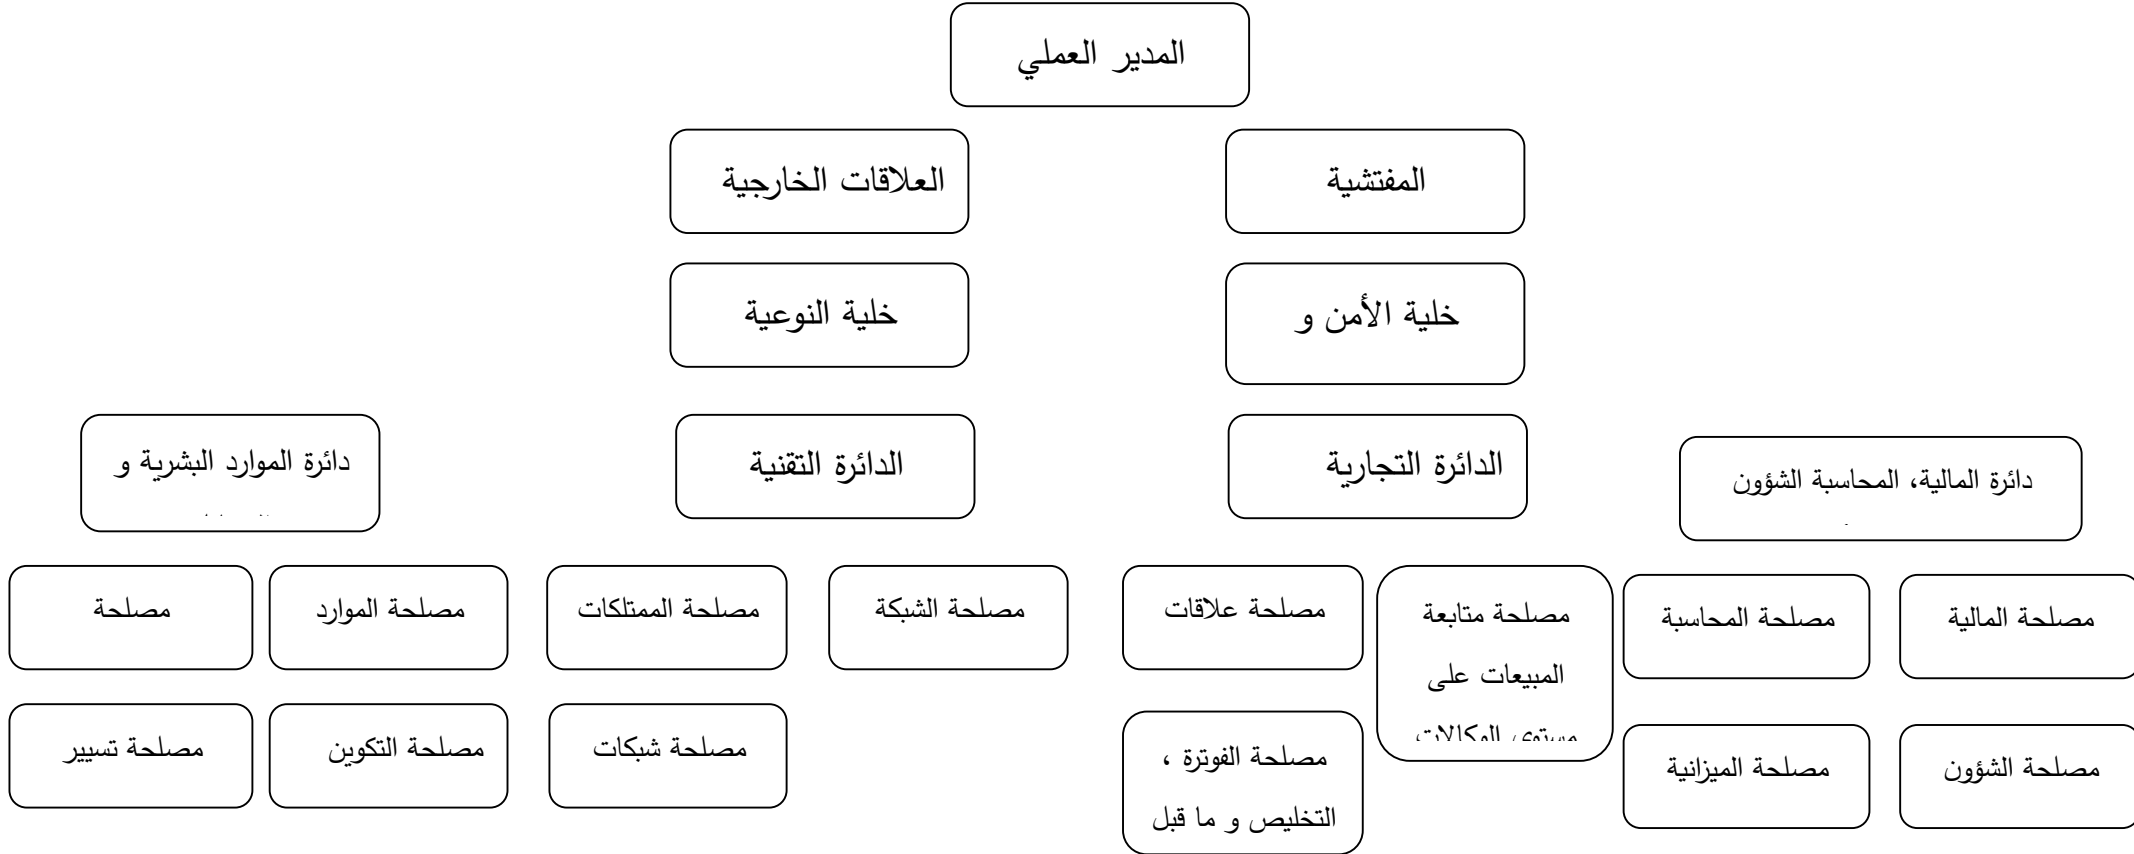 المدير العملي
المفتشية
العلاقات الخارجية
خلية الأمن و
خلية النوعية
دائرة المالية، المحاسبة الشؤون
الدائرة التجارية
الدائرة التقنية
دائرة الموارد البشرية و
مصلحة المالية
مصلحة المحاسبة
مصلحة متابعة
المبيعات على
مستوى الوكالات
مصلحة علاقات
مصلحة الشبكة
مصلحة الممتلكات
مصلحة الموارد
مصلحة
مصلحة الشؤون
مصلحة الميزانية
مصلحة الفوترة ،
التخليص و ما قبل
مصلحة شبكات
مصلحة التكوين
مصلحة تسيير